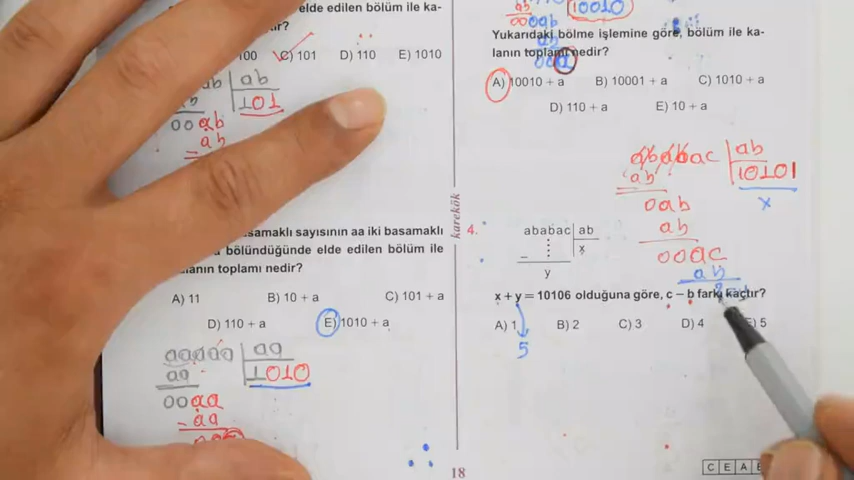 elde edilen bölüm ile ka-
?
100 C) 101 D) 110 E) 1010
ab
101
00ab
ab
basamaklı sayısının aa iki basamaklı
bölündüğünde elde edilen bölüm ile
lanın toplamı nedir?
A) 11 B) 10 + a C) 101 + a
D) 110 + a E) 1010 + a
aaaaa aa
aa 1010
00aa
- aa
10010
00ab
Yukarıdaki bölme işlemine göre, bölüm ile ka-
lanın toplamı nedir?
A) 10010 + a B) 10001 + a C) 1010 + a
D) 110 + a E) 10 + a
ababac ab
ab 10101
x
0ab
ab
00ac
ab
karekök
4.
ababac ab
x
y
x + y = 10106 olduğuna göre, c – b farkı kaçtır?
A) 1 B) 2 C) 3 D) 4 E) 5
5
18
C E A